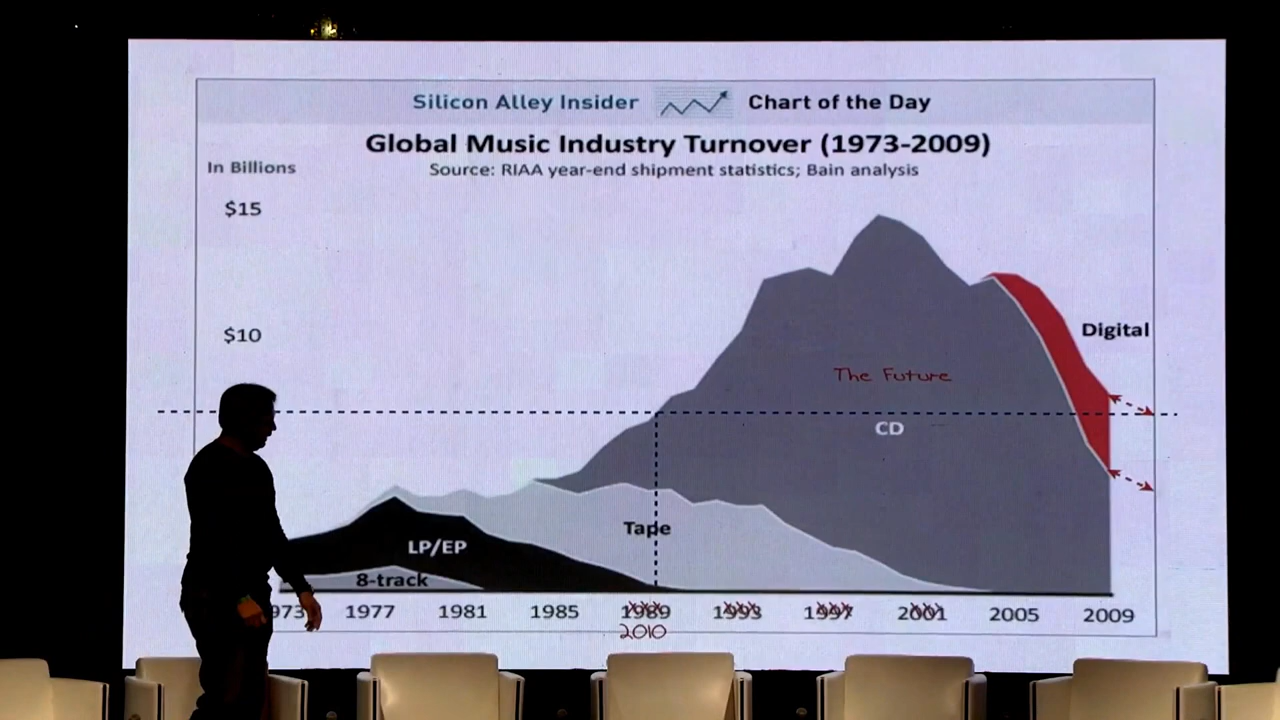 Silicon Alley Insider Chart of the Day
Global Music Industry Turnover (1973-2009)
In Billions
Source: RIAA year-end shipment statistics; Bain analysis
$15
$10
Digital
The Future
CD
Tape
LP/EP
8-track
973 1977 1981 1985 1989 1993 1997 2001 2005 2009
2010